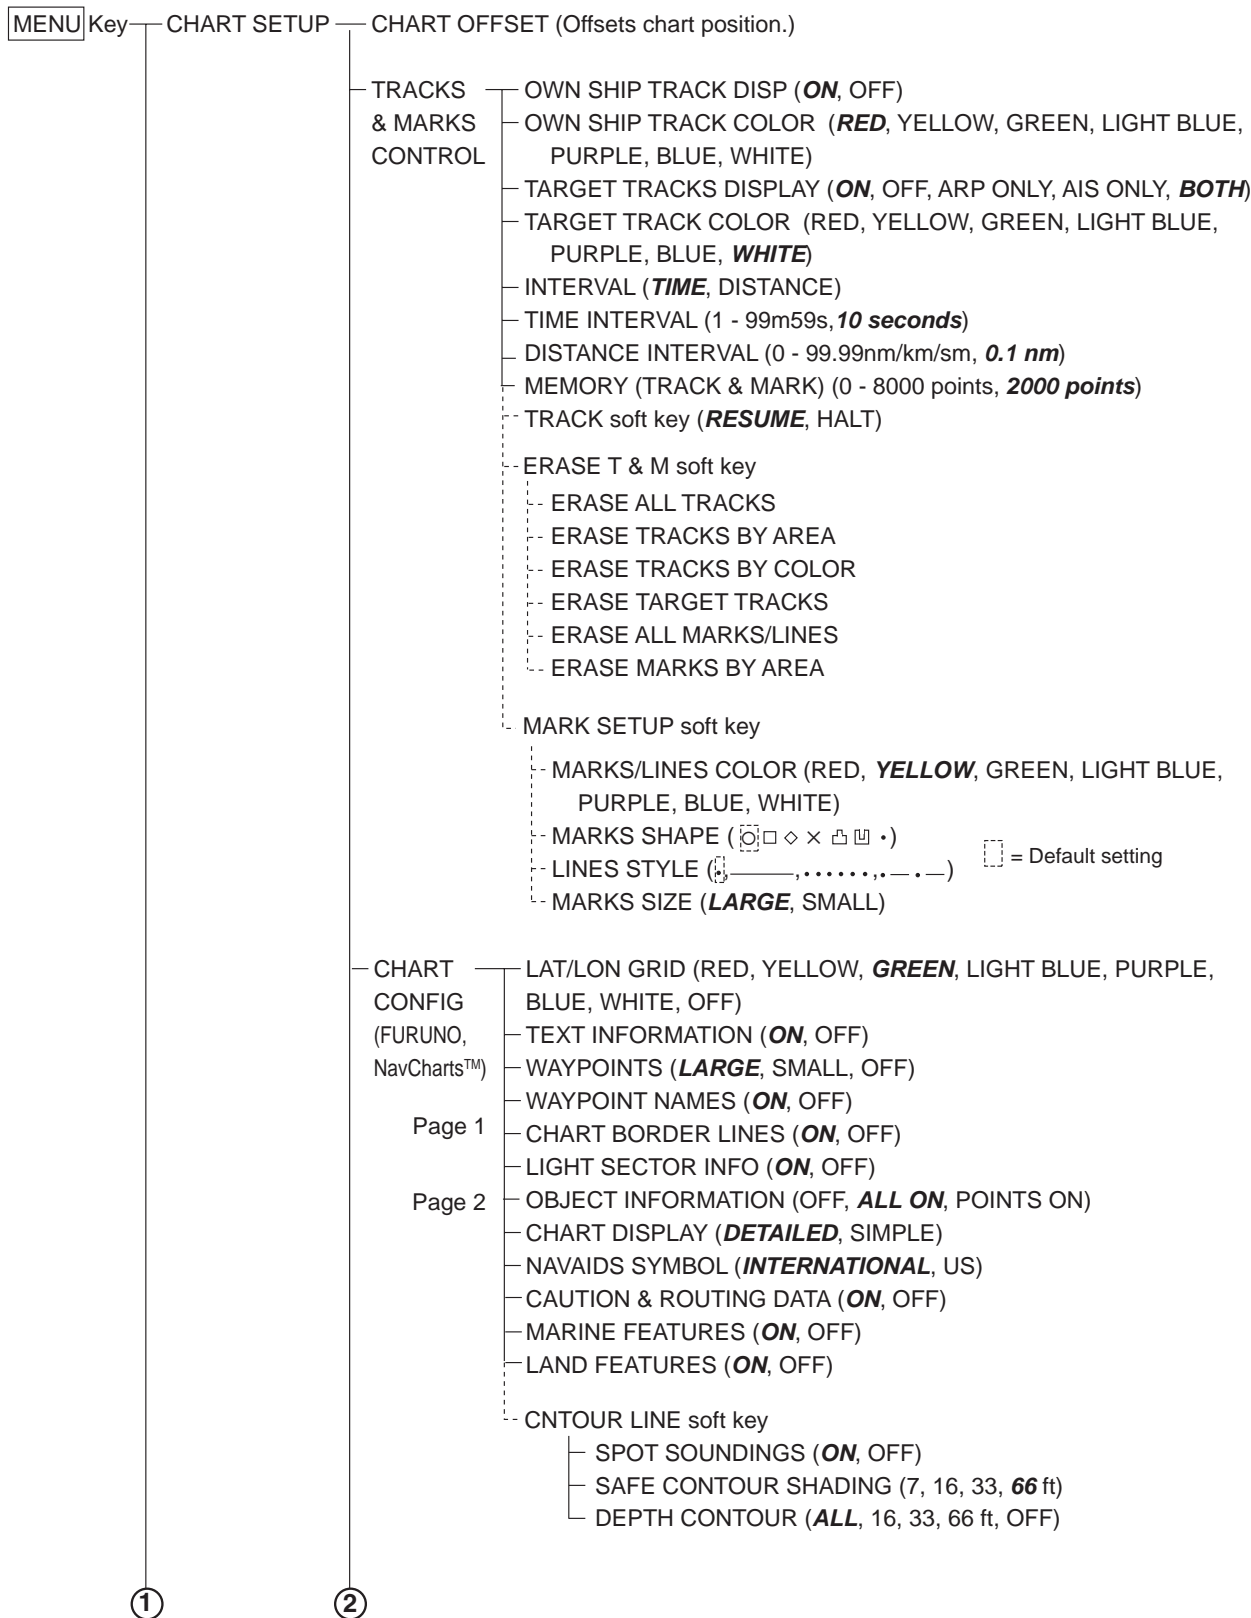 MENU Key CHART SETUP CHART OFFSET (Offsets chart position.)
TRACKS & MARKS CONTROL
OWN SHIP TRACK DISP (ON, OFF)
OWN SHIP TRACK COLOR (RED, YELLOW, GREEN, LIGHT BLUE,
PURPLE, BLUE, WHITE)
TARGET TRACKS DISPLAY (ON, OFF, ARP ONLY, AIS ONLY, BOTH)
TARGET TRACK COLOR (RED, YELLOW, GREEN, LIGHT BLUE,
PURPLE, BLUE, WHITE)
INTERVAL (TIME, DISTANCE)
TIME INTERVAL (1 - 99m59s,10 seconds)
DISTANCE INTERVAL (0 - 99.99nm/km/sm, 0.1 nm)
MEMORY (TRACK & MARK) (0 - 8000 points, 2000 points)
TRACK soft key (RESUME, HALT)
ERASE T & M soft key
ERASE ALL TRACKS
ERASE TRACKS BY AREA
ERASE TRACKS BY COLOR
ERASE TARGET TRACKS
ERASE ALL MARKS/LINES
ERASE MARKS BY AREA
MARK SETUP soft key
MARKS/LINES COLOR (RED, YELLOW, GREEN, LIGHT BLUE,
PURPLE, BLUE, WHITE)
MARKS SHAPE ( ○ □ ◇ × 凸 凹 • )
= Default setting
LINES STYLE (•,———,••••••,•—•—)
MARKS SIZE (LARGE, SMALL)
CHART CONFIG (FURUNO, NavCharts™)
LAT/LON GRID (RED, YELLOW, GREEN, LIGHT BLUE, PURPLE,
BLUE, WHITE, OFF)
TEXT INFORMATION (ON, OFF)
WAYPOINTS (LARGE, SMALL, OFF)
WAYPOINT NAMES (ON, OFF)
Page 1
CHART BORDER LINES (ON, OFF)
LIGHT SECTOR INFO (ON, OFF)
Page 2
OBJECT INFORMATION (OFF, ALL ON, POINTS ON)
CHART DISPLAY (DETAILED, SIMPLE)
NAVAIDS SYMBOL (INTERNATIONAL, US)
CAUTION & ROUTING DATA (ON, OFF)
MARINE FEATURES (ON, OFF)
LAND FEATURES (ON, OFF)
CNTOUR LINE soft key
SPOT SOUNDINGS (ON, OFF)
SAFE CONTOUR SHADING (7, 16, 33, 66 ft)
DEPTH CONTOUR (ALL, 16, 33, 66 ft, OFF)
1 2